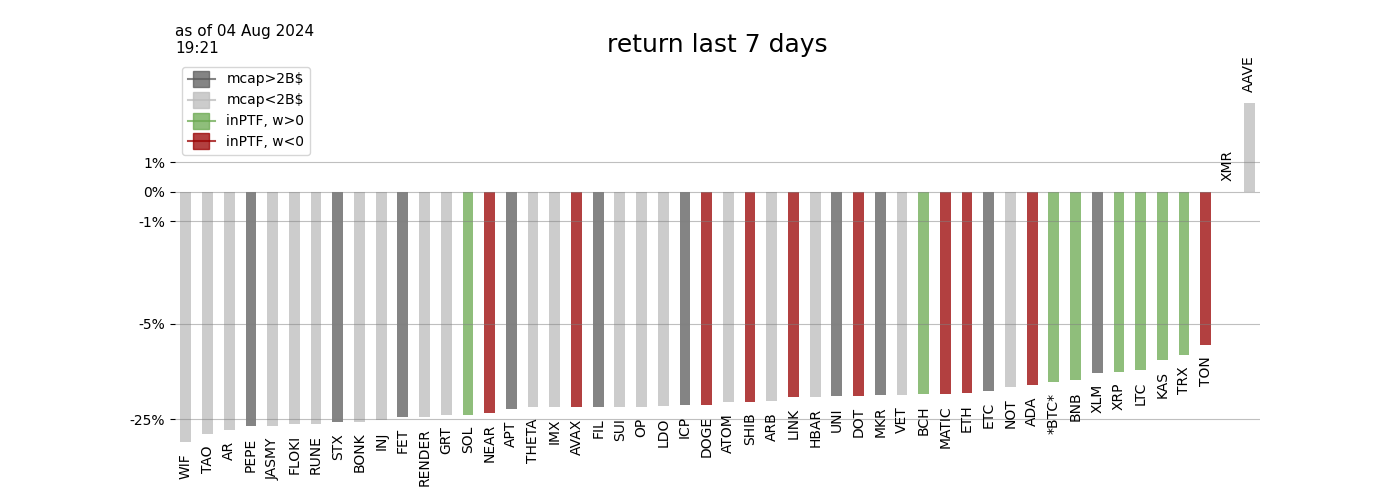 as of 04 Aug 2024
19:21
return last 7 days
mcap>2B$
mcap<2B$
inPTF, w>0
inPTF, w<0
1%
0%
-1%
-5%
-25%
WIF
TAO
AR
PEPE
JASMY
FLOKI
RUNE
STX
BONK
INJ
FET
RENDER
GRT
SOL
NEAR
APT
THETA
IMX
AVAX
FIL
SUI
OP
LDO
ICP
DOGE
ATOM
SHIB
ARB
LINK
HBAR
UNI
DOT
MKR
VET
BCH
MATIC
ETH
ETC
NOT
ADA
*BTC*
BNB
XLM
XRP
LTC
KAS
TRX
TON
XMR
AAVE